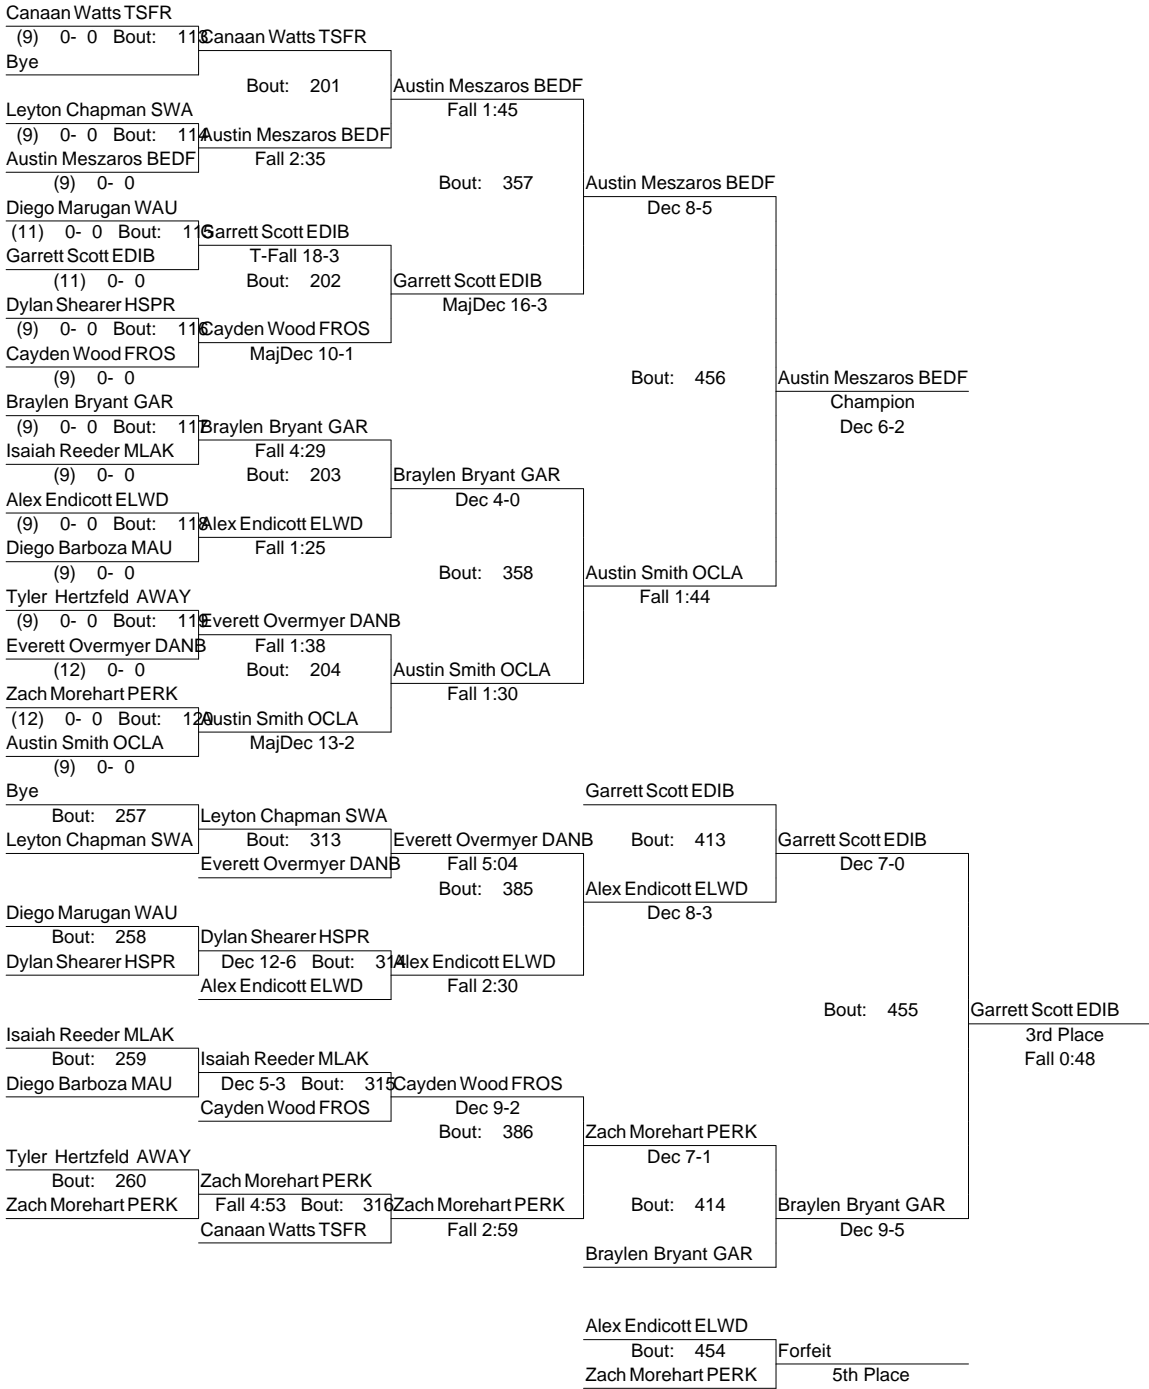 Canaan Watts TSFR
(9) 0- 0 Bout: 113 Canaan Watts TSFR
Bye
Bout: 201 Austin Meszaros BEDF
Leyton Chapman SWA Fall 1:45
(9) 0- 0 Bout: 114 Austin Meszaros BEDF
Austin Meszaros BEDF Fall 2:35
(9) 0- 0 Bout: 357 Austin Meszaros BEDF
Diego Marugan WAU Dec 8-5
(11) 0- 0 Bout: 115 Garrett Scott EDIB
Garrett Scott EDIB T-Fall 18-3
(11) 0- 0 Bout: 202 Garrett Scott EDIB
Dylan Shearer HSPR MajDec 16-3
(9) 0- 0 Bout: 116 Cayden Wood FROS
Cayden Wood FROS MajDec 10-1
(9) 0- 0 Bout: 456 Austin Meszaros BEDF
Braylen Bryant GAR Champion
(9) 0- 0 Bout: 117 Braylen Bryant GAR Dec 6-2
Isaiah Reeder MLAK Fall 4:29
(9) 0- 0 Bout: 203 Braylen Bryant GAR
Alex Endicott ELWD Dec 4-0
(9) 0- 0 Bout: 118 Alex Endicott ELWD
Diego Barboza MAU Fall 1:25
(9) 0- 0 Bout: 358 Austin Smith OCLA
Tyler Hertzfeld AWAY Fall 1:44
(9) 0- 0 Bout: 119 Everett Overmyer DANB
Everett Overmyer DANB Fall 1:38
(12) 0- 0 Bout: 204 Austin Smith OCLA
Zach Morehart PERK Fall 1:30
(12) 0- 0 Bout: 120 Austin Smith OCLA
Austin Smith OCLA MajDec 13-2
(9) 0- 0
Bye Garrett Scott EDIB
Bout: 257 Leyton Chapman SWA
Leyton Chapman SWA Bout: 313 Everett Overmyer DANB Bout: 413 Garrett Scott EDIB
Everett Overmyer DANB Fall 5:04 Dec 7-0
Bout: 385 Alex Endicott ELWD
Diego Marugan WAU Dec 8-3
Bout: 258 Dylan Shearer HSPR
Dylan Shearer HSPR Dec 12-6 Bout: 314 Alex Endicott ELWD
Alex Endicott ELWD Fall 2:30
Bout: 455 Garrett Scott EDIB
Isaiah Reeder MLAK 3rd Place
Bout: 259 Isaiah Reeder MLAK Fall 0:48
Diego Barboza MAU Dec 5-3 Bout: 315 Cayden Wood FROS
Cayden Wood FROS Dec 9-2
Bout: 386 Zach Morehart PERK
Tyler Hertzfeld AWAY Dec 7-1
Bout: 260 Zach Morehart PERK
Zach Morehart PERK Fall 4:53 Bout: 316 Zach Morehart PERK Bout: 414 Braylen Bryant GAR
Canaan Watts TSFR Fall 2:59 Dec 9-5
Braylen Bryant GAR
Alex Endicott ELWD
Bout: 454 Forfeit
Zach Morehart PERK 5th Place